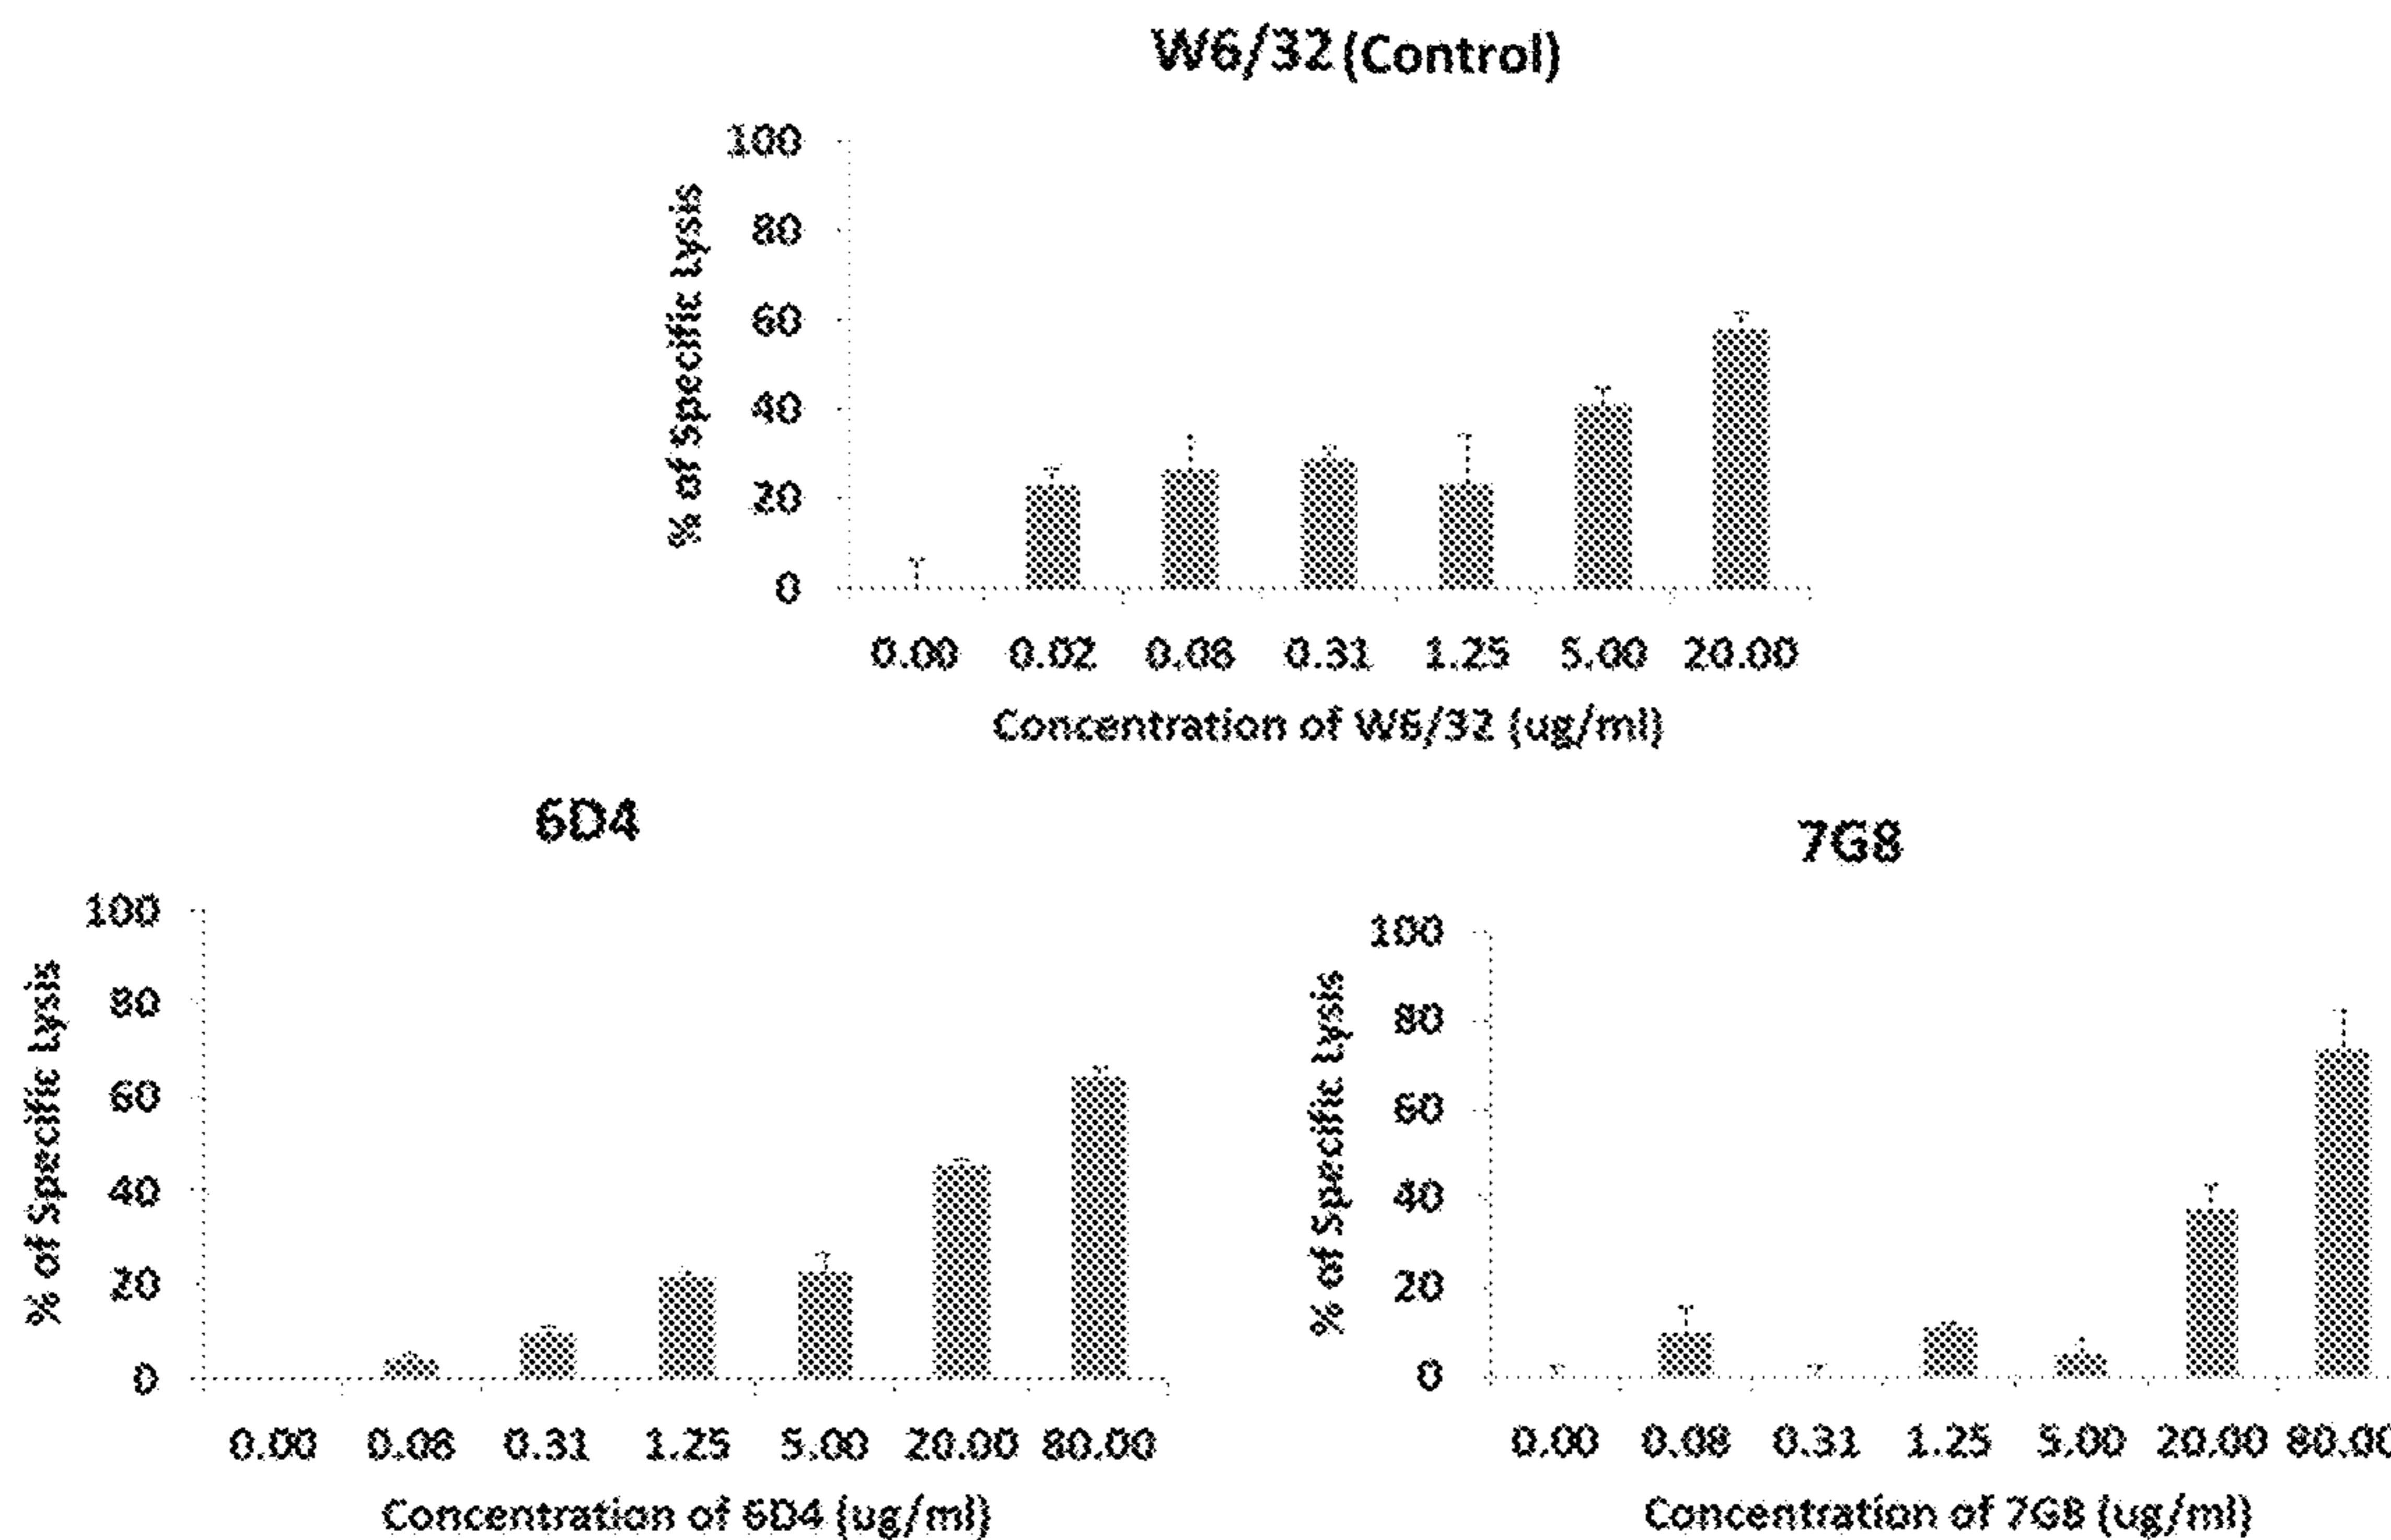 W6/32 (Control)
% of Specific Lysis
100
80
60
40
20
0
0.00 0.02 0.08 0.31 1.25 5.00 20.00
Concentration of W6/32 (ug/ml)
6D4
% of Specific Lysis
100
80
60
40
20
0
0.00 0.08 0.31 1.25 5.00 20.00 80.00
Concentration of 6D4 (ug/ml)
7G8
% of Specific Lysis
100
80
60
40
20
0
0.00 0.08 0.31 1.25 5.00 20.00 80.00
Concentration of 7G8 (ug/ml)